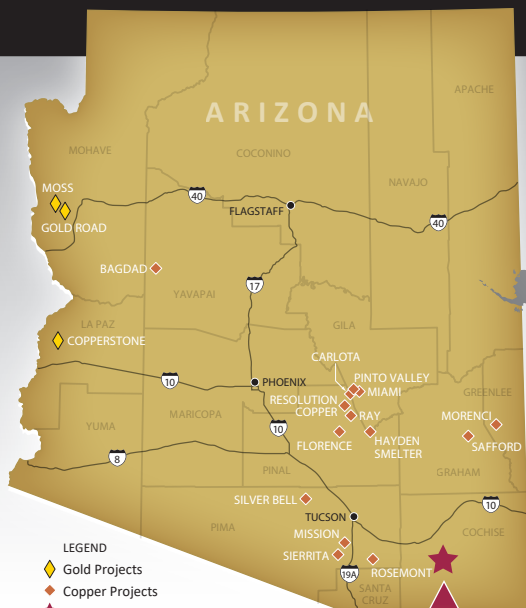 ARIZONA
APACHE
MOHAVE
COCONINO
NAVAJO
MOSS
40
FLAGSTAFF
40
GOLD ROAD
BAGDAD
17
YAVAPAI
LA PAZ
GILA
COPPERSTONE
CARLOTA
10
PHOENIX
PINTO VALLEY
MIAMI
GREENLEE
RESOLUTION
COPPER
RAY
MARICOPA
MORENCI
YUMA
10
FLORENCE
HAYDEN
SMELTER
SAFFORD
8
PINAL
GRAHAM
SILVER BELL
10
TUCSON
PIMA
COCHISE
MISSION
SIERRITA
19A
ROSEMONT
SANTA
CRUZ
LEGEND
Gold Projects
Copper Projects